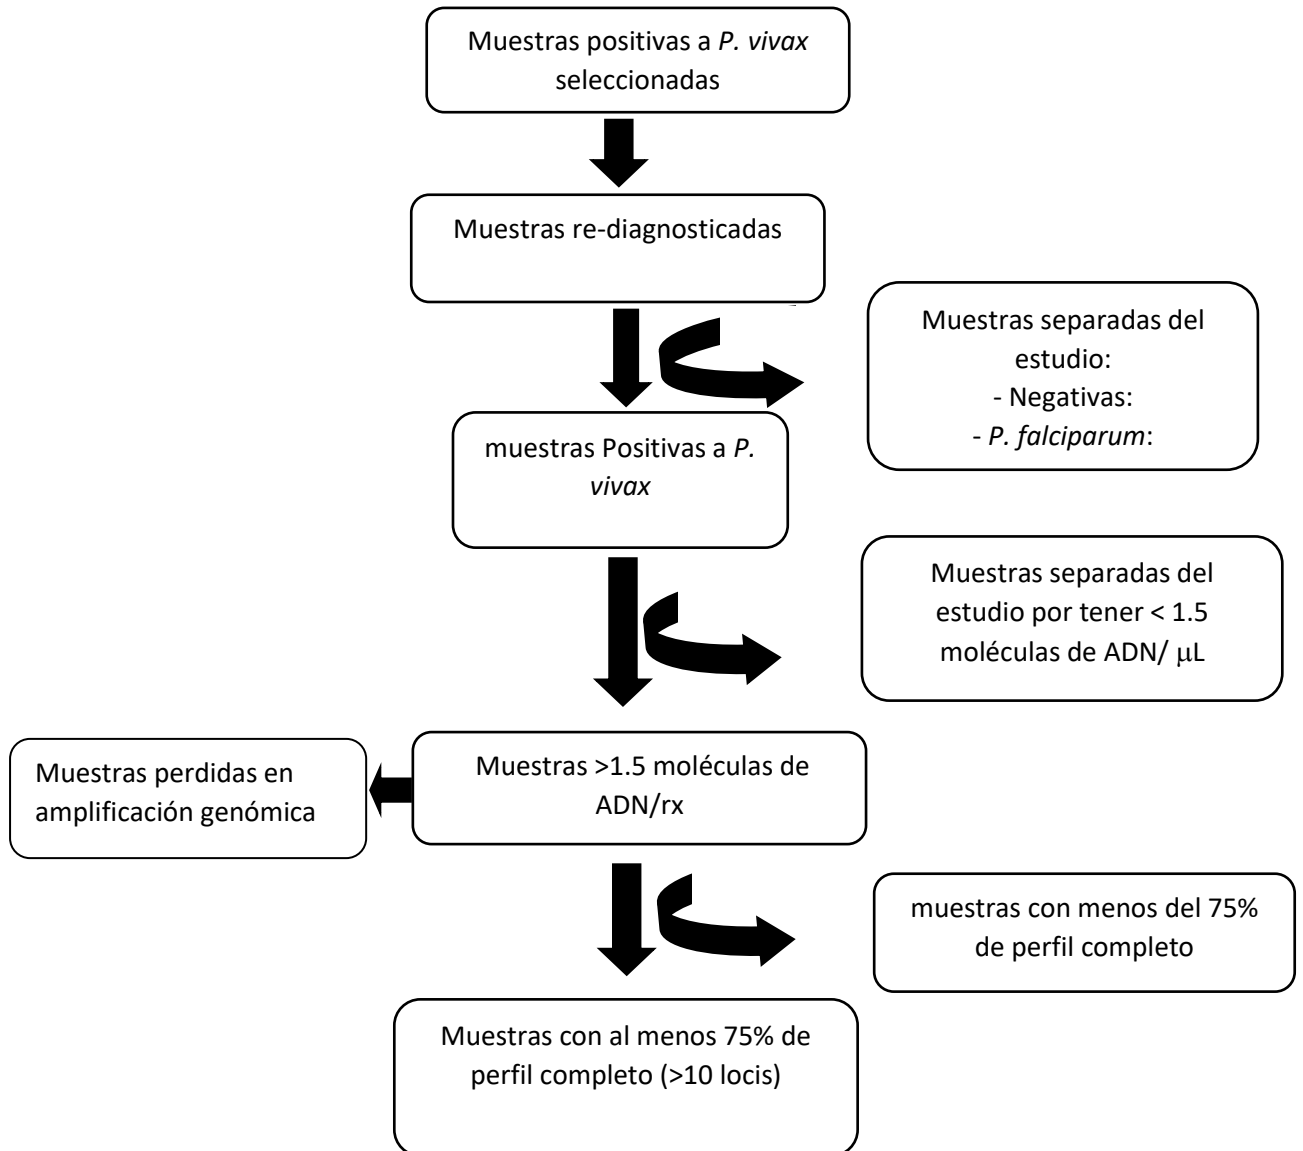 Muestras positivas a P. vivax
seleccionadas
Muestras re-diagnosticadas
Muestras separadas del
estudio:
- Negativas:
- P. falciparum:
muestras Positivas a P.
vivax
Muestras separadas del
estudio por tener < 1.5
moléculas de ADN/ μL
Muestras >1.5 moléculas de
ADN/rx
Muestras perdidas en
amplificación genómica
muestras con menos del 75%
de perfil completo
Muestras con al menos 75% de
perfil completo (>10 locis)